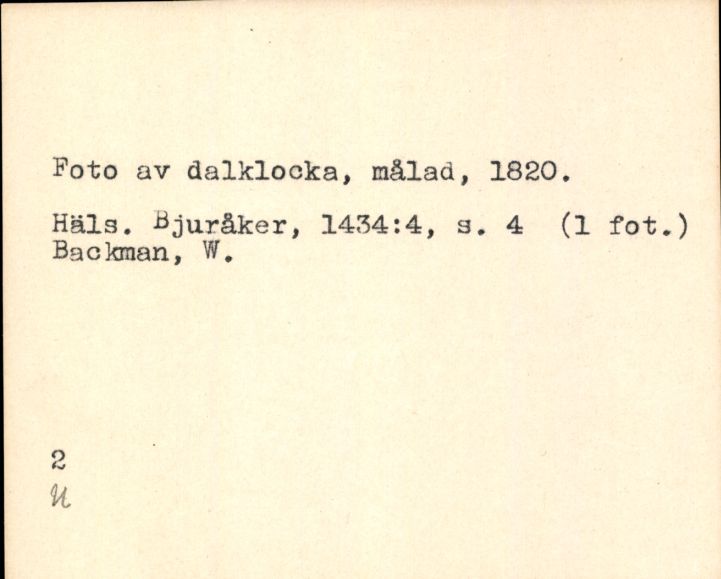 Foto av dalklocka, målad, 1820.
Häls. Bjuråker, 1434:4, s. 4 (1 fot.)
Backman, W.
2